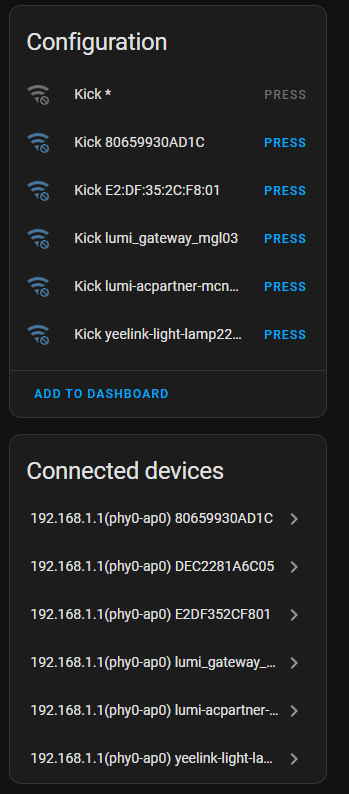 Configuration
Kick * PRESS
Kick 80659930AD1C PRESS
Kick E2:DF:35:2C:F8:01 PRESS
Kick lumi_gateway_mgl03 PRESS
Kick lumi-acpartner-mcn... PRESS
Kick yeelink-light-lamp22... PRESS
ADD TO DASHBOARD
Connected devices
192.168.1.1(phy0-ap0) 80659930AD1C
192.168.1.1(phy0-ap0) DEC2281A6C05
192.168.1.1(phy0-ap0) E2DF352CF801
192.168.1.1(phy0-ap0) lumi_gateway_...
192.168.1.1(phy0-ap0) lumi-acpartner-...
192.168.1.1(phy0-ap0) yeelink-light-la...